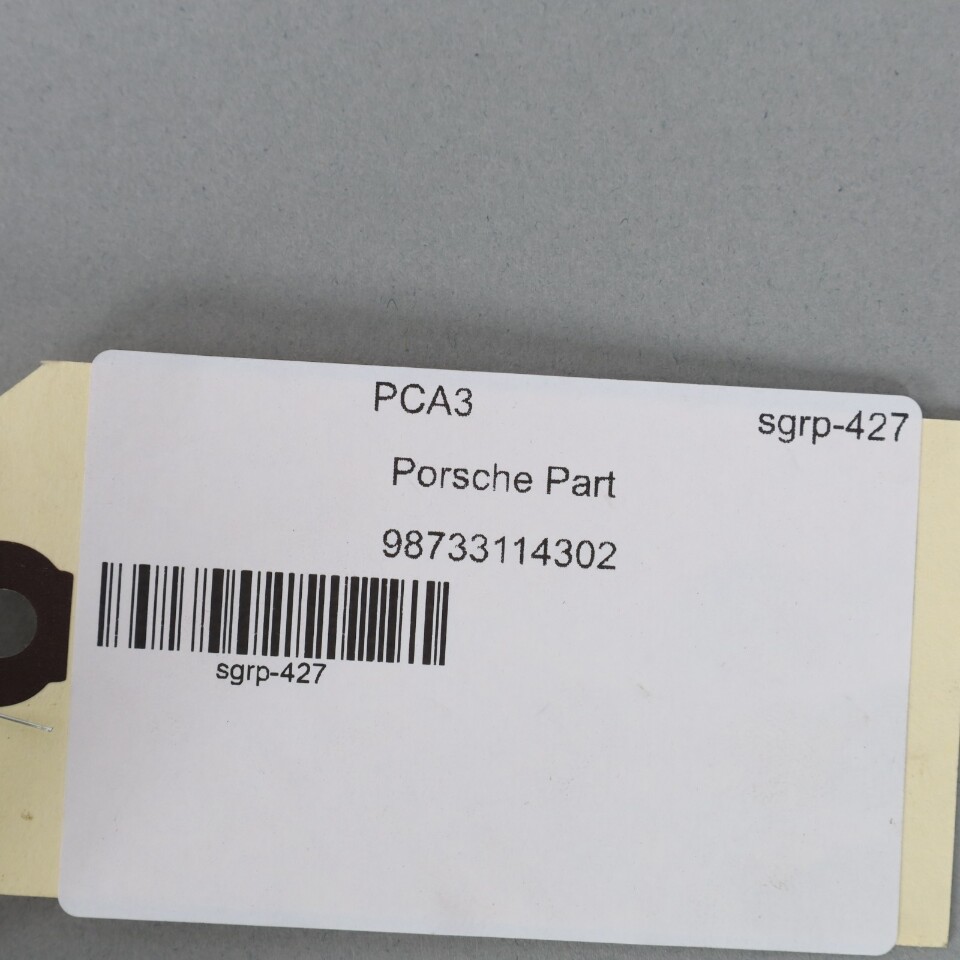 PCA3
sgrp-427
Porsche Part
98733114302
sgrp-427